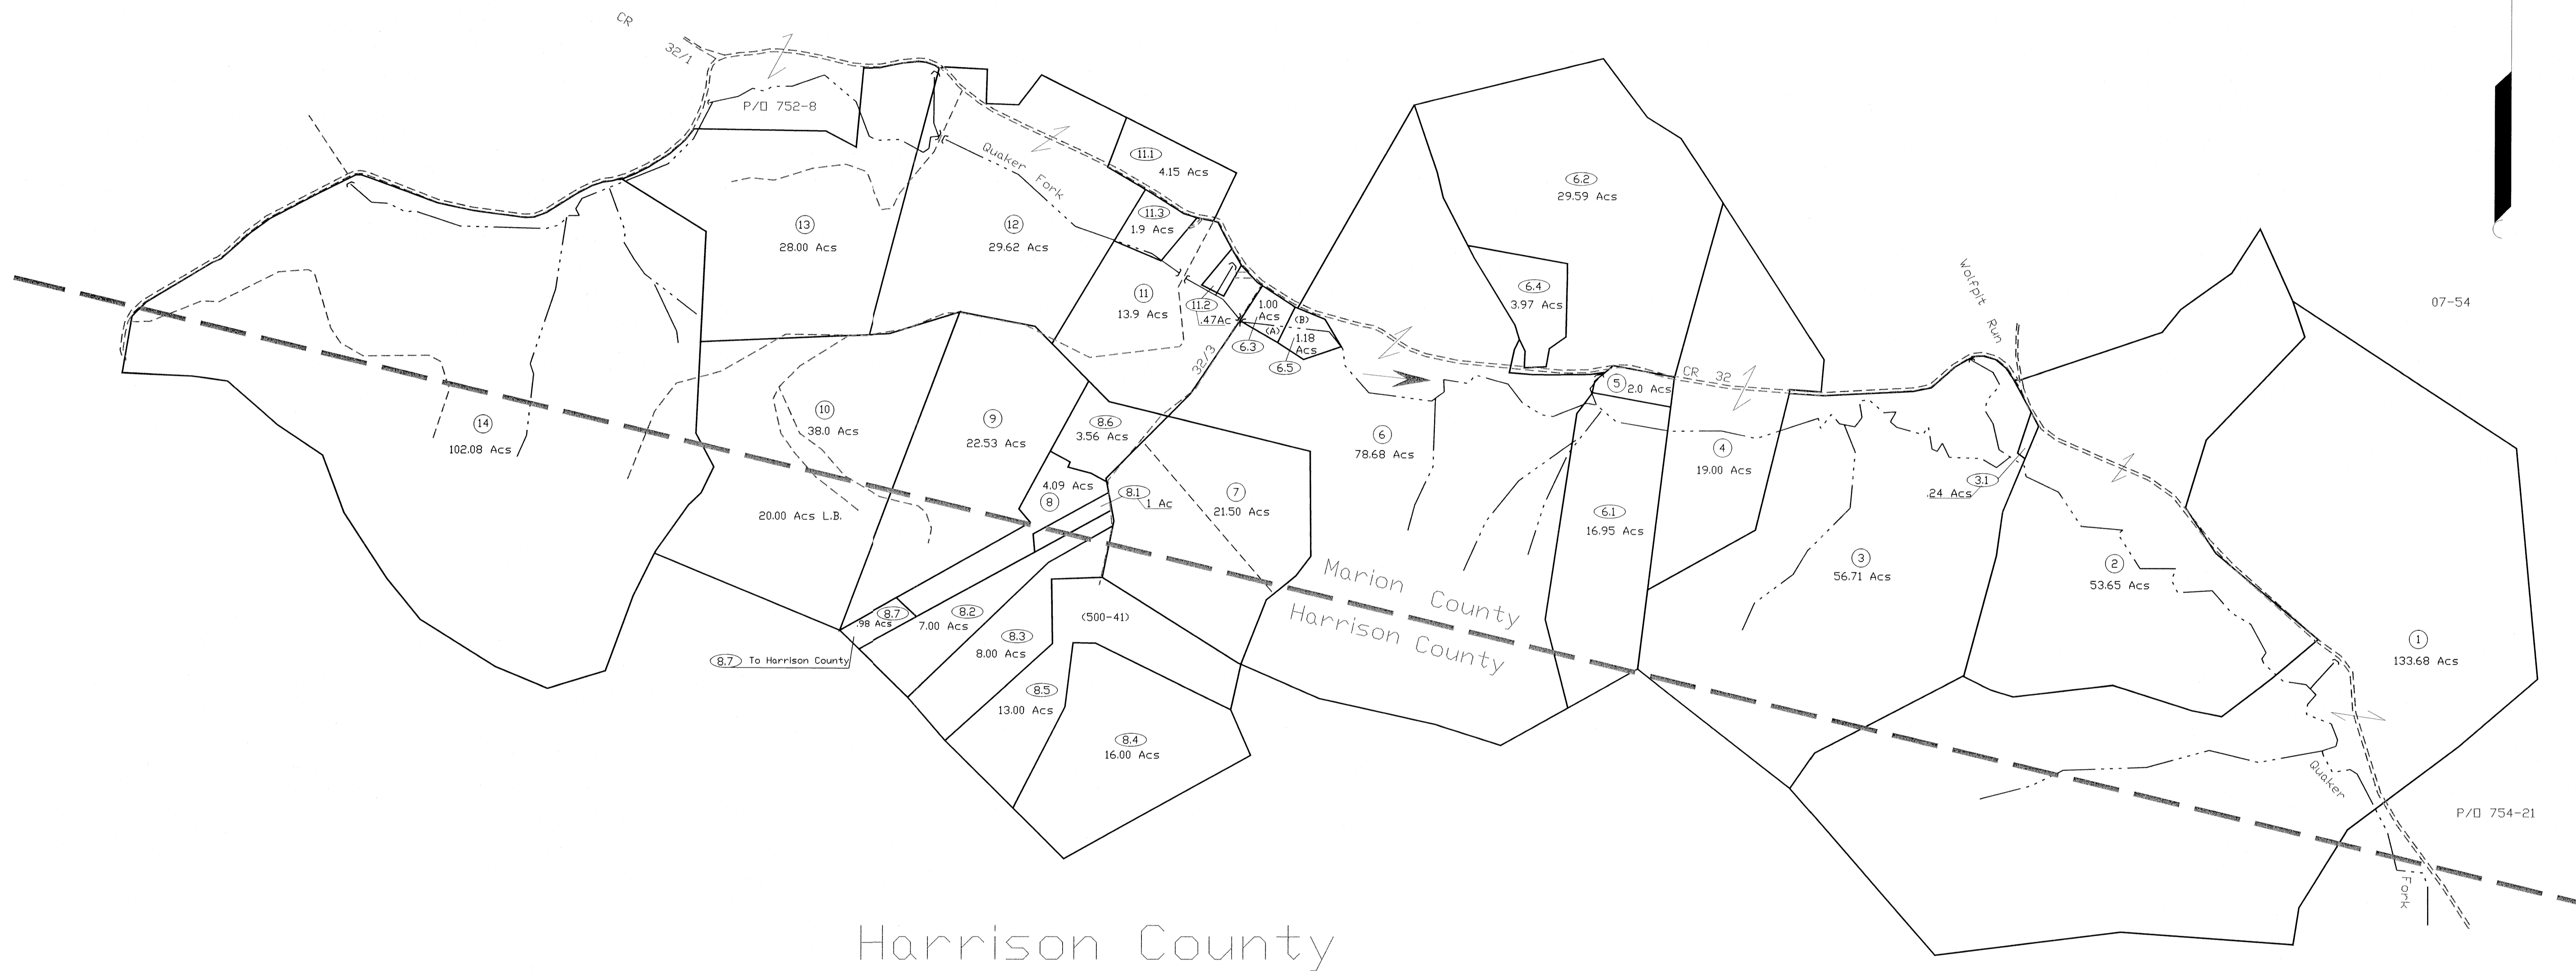 CR
32/1
P/O 752-8
Quaker
Fork
11.1
4.15 Acs
6.2
29.59 Acs
11.3
1.9 Acs
13
28.00 Acs
12
29.62 Acs
Wolfpit
Run
07-54
6.4
3.97 Acs
11
13.9 Acs
11.2
.47Ac
1.00
Acs
(A)
(B)
1.18
Acs
6.3
6.5
32/3
CR 32
5
2.0 Acs
14
102.08 Acs
10
38.0 Acs
9
22.53 Acs
8.6
3.56 Acs
6
78.68 Acs
4
19.00 Acs
4.09 Acs
8
8.1
1 Ac
7
21.50 Acs
3.1
.24 Acs
20.00 Acs L.B.
6.1
16.95 Acs
3
56.71 Acs
2
53.65 Acs
Marion County
Harrison County
8.7
.98 Acs
8.2
7.00 Acs
(500-41)
8.3
8.00 Acs
8.7 To Harrison County
1
133.68 Acs
8.5
13.00 Acs
8.4
16.00 Acs
Quaker
Fork
P/O 754-21
Harrison County